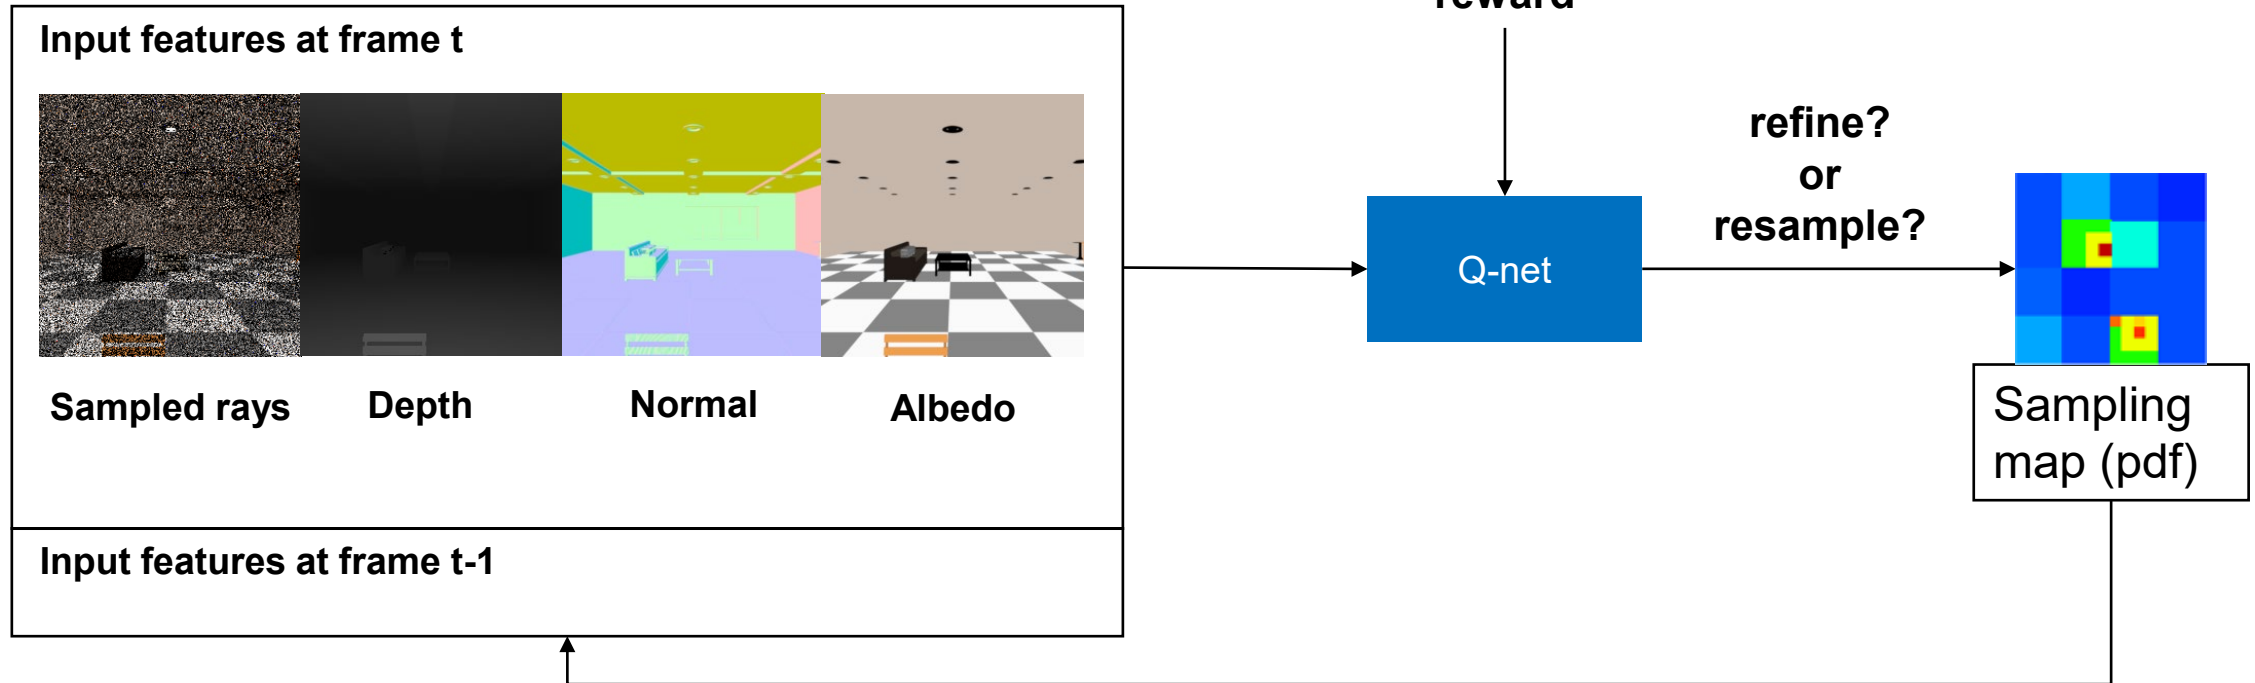 reward
Input features at frame t
refine?
or
resample?
Q-net
Sampled rays
Depth
Normal
Albedo
Sampling
map (pdf)
Input features at frame t-1